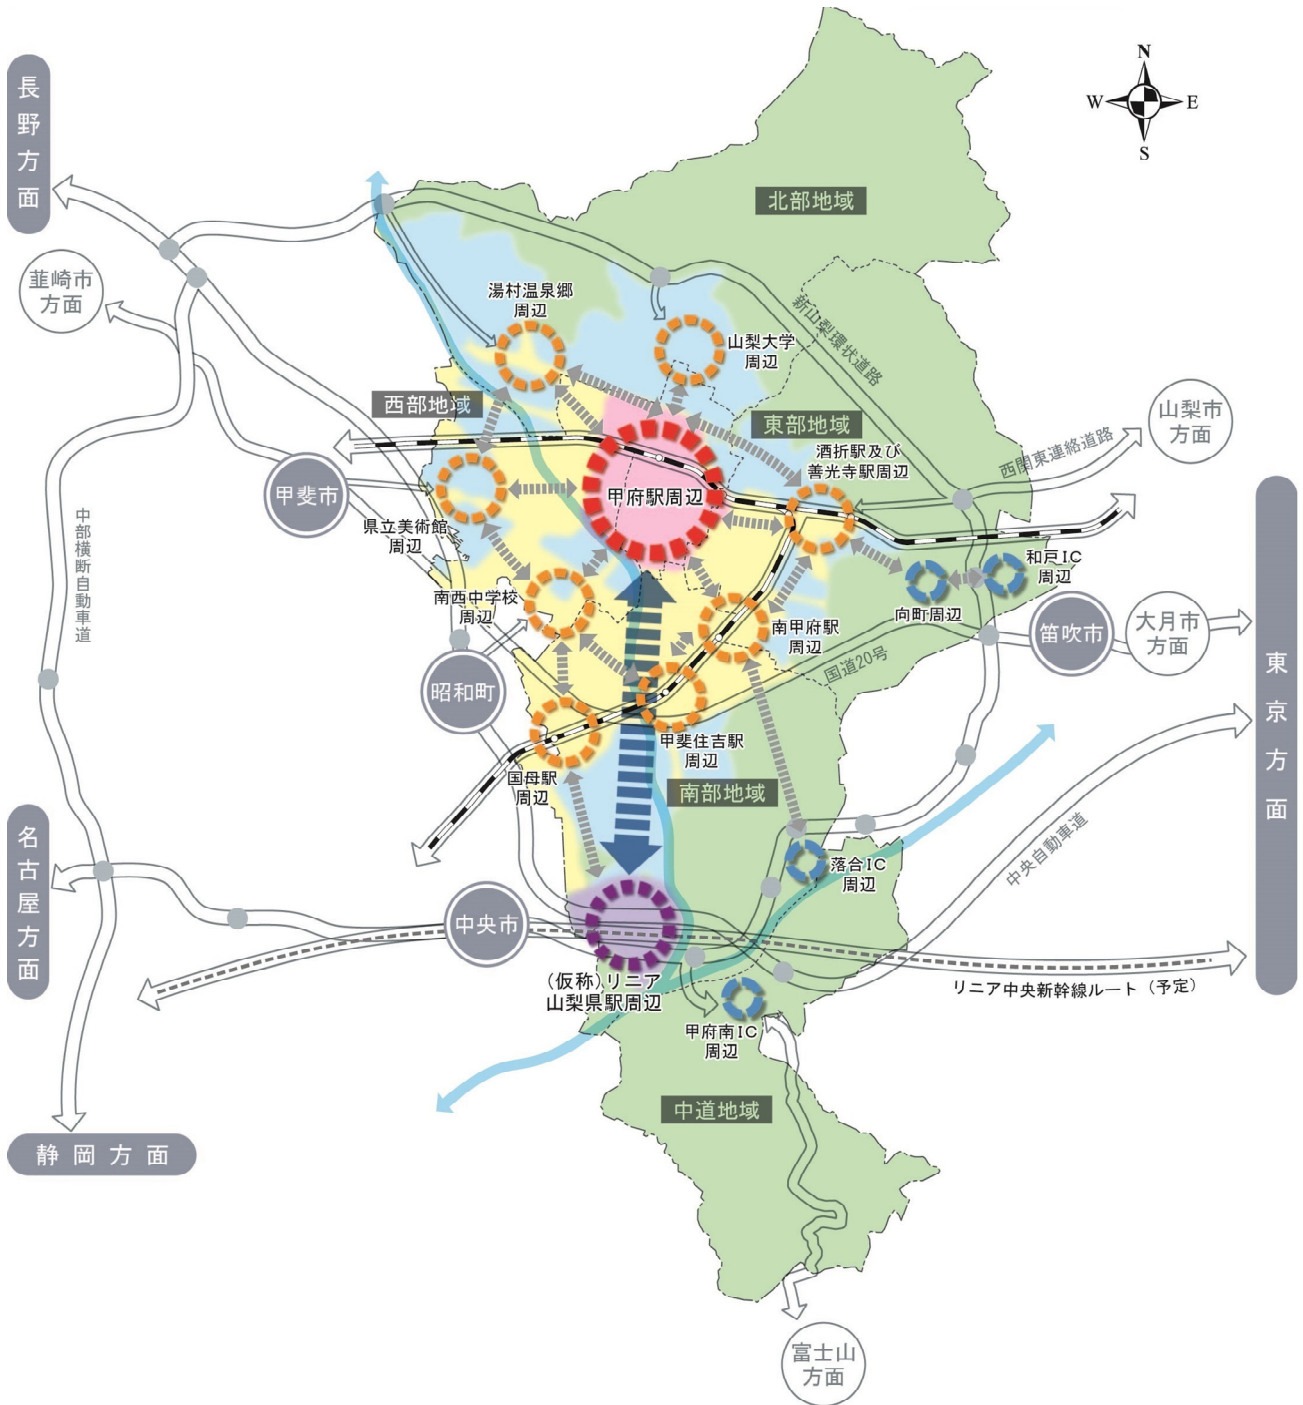 N
W
E
S
長野方面
北部地域
韮崎市
方面
湯村温泉郷
周辺
新山梨環状道路
山梨大学
周辺
西部地域
東部地域
山梨市
方面
酒折駅及び
善光寺駅周辺
西関東連絡道路
甲斐市
甲府駅周辺
県立美術館
周辺
中部横断自動車道
和戸IC
周辺
南西中学校
周辺
向町周辺
南甲府駅
周辺
笛吹市
大月市
方面
国道20号
昭和町
東京方面
甲斐住吉駅
周辺
国母駅
周辺
南部地域
名古屋方面
中央自動車道
落合IC
周辺
中央市
(仮称)リニア
山梨県駅周辺
リニア中央新幹線ルート(予定)
甲府南IC
周辺
中道地域
静岡方面
富士山
方面